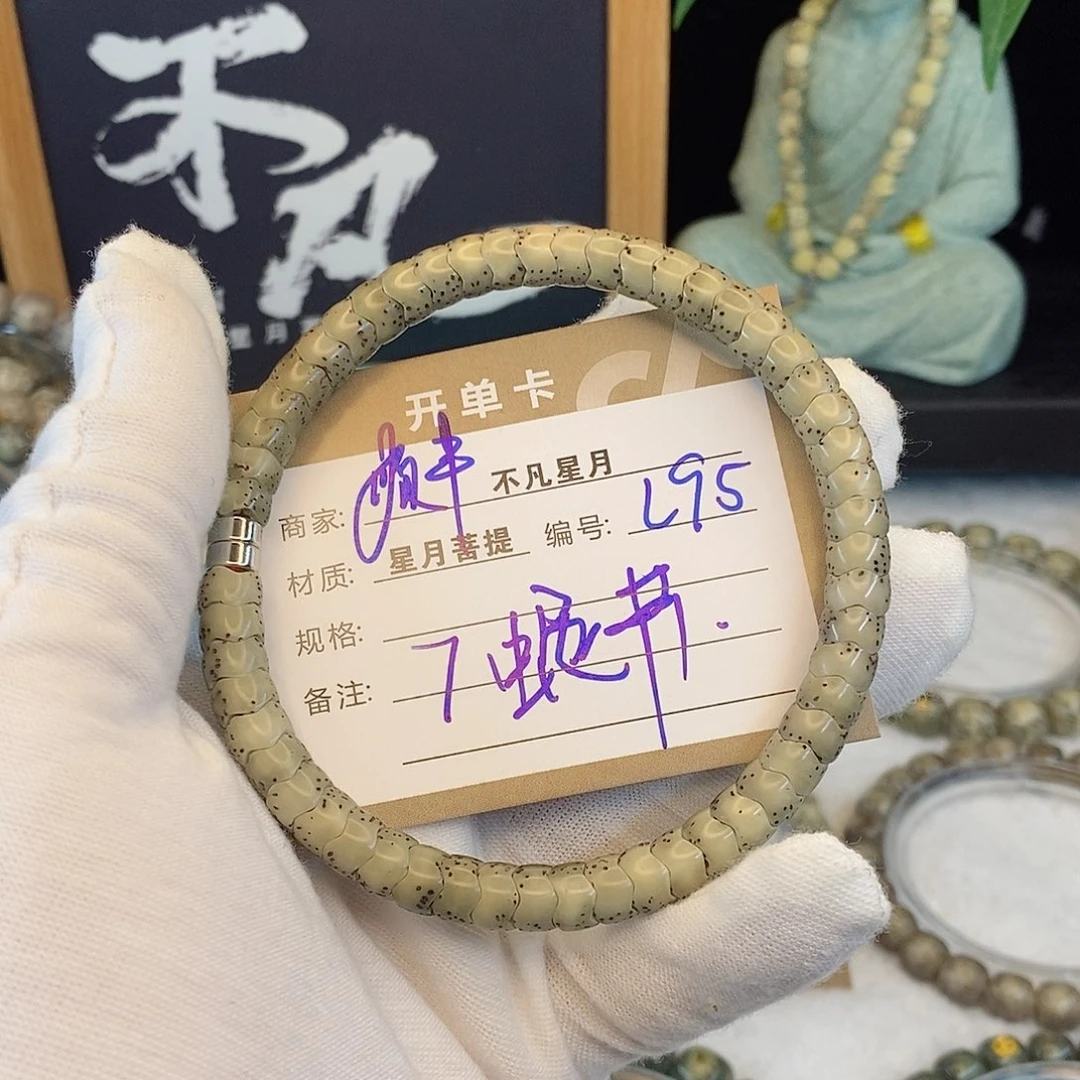 不凡
开单卡
商家: 不凡星月
材质: 星月菩提 编号: L95
规格:
备注: 7蛇节.